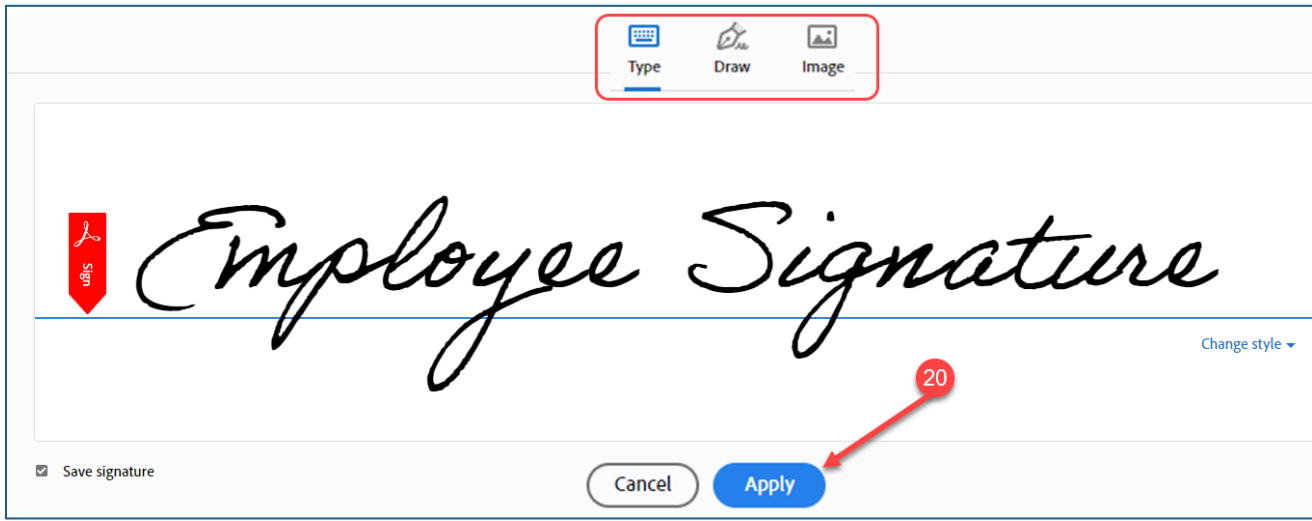 Type Draw Image
Sign
Employee Signature
Change style
20
Save signature
Cancel Apply